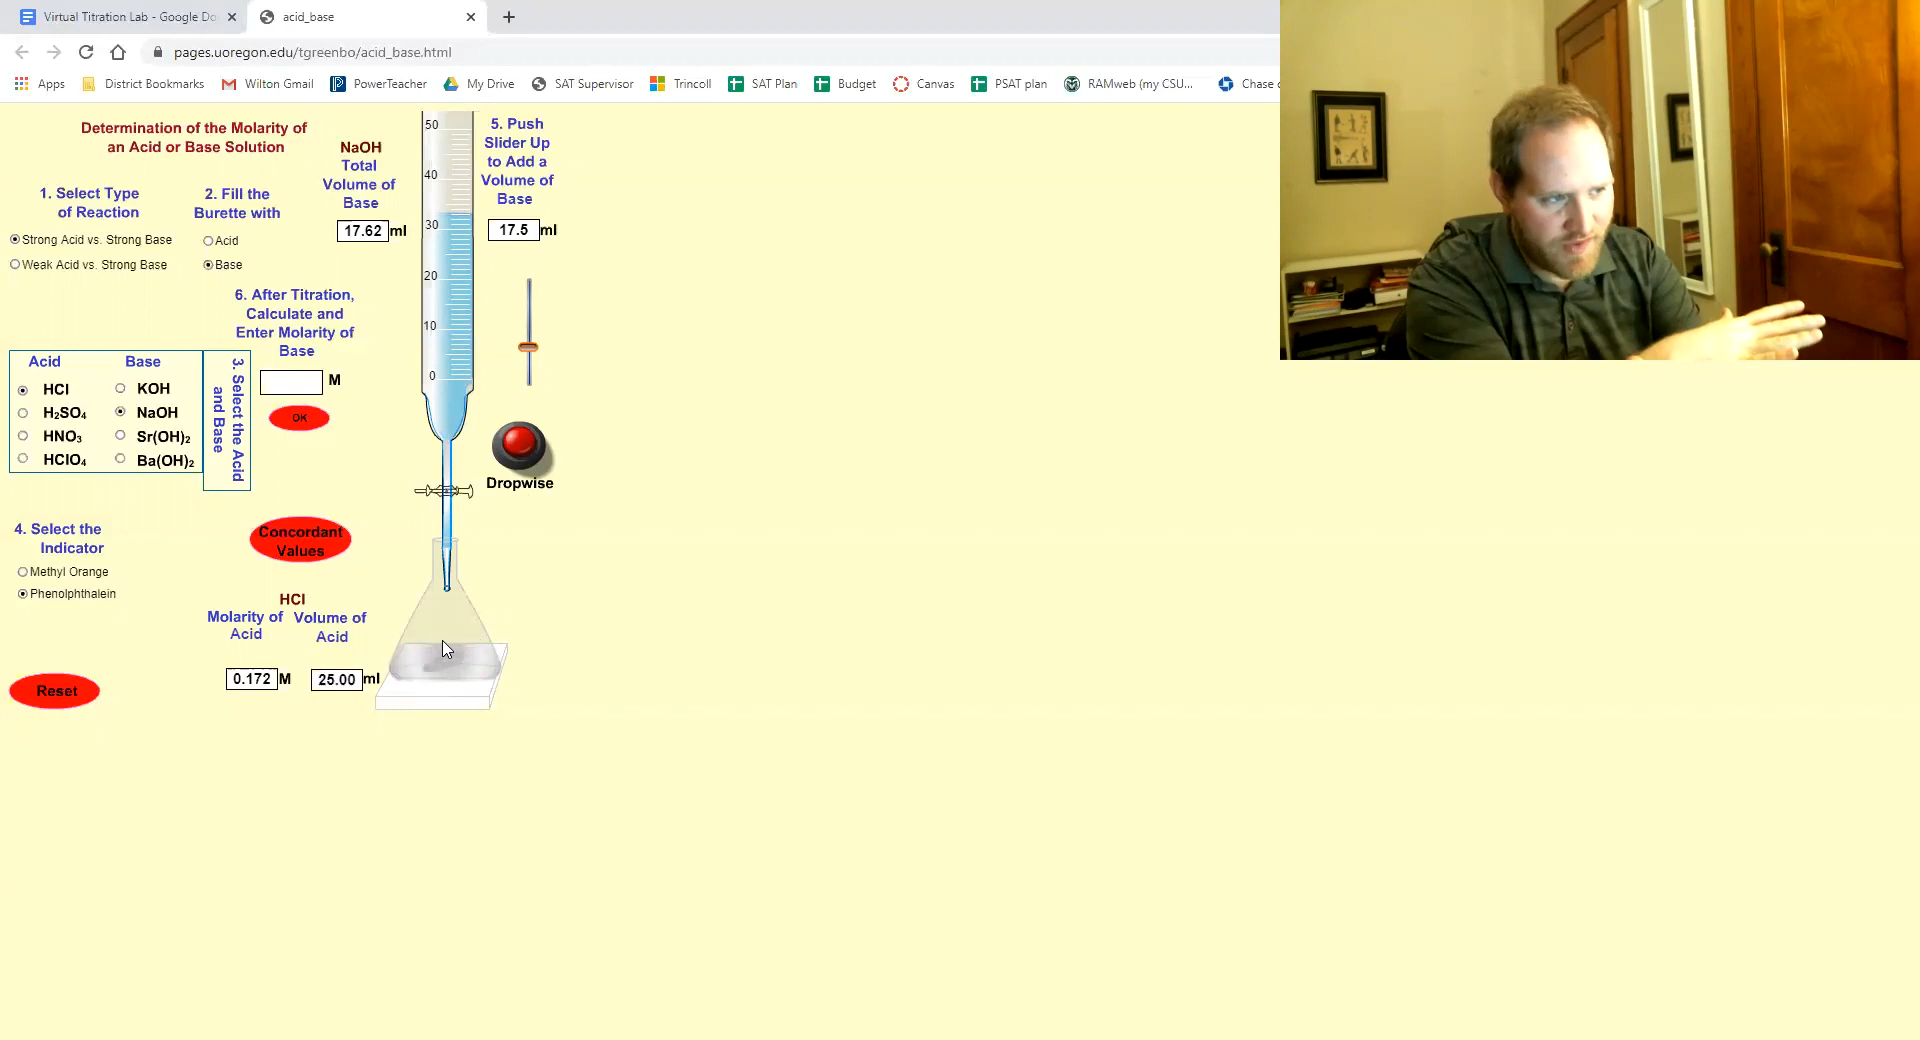 Virtual Titration Lab - Google Do
acid_base
pages.uoregon.edu/tgreenbo/acid_base.html
Apps
District Bookmarks
Wilton Gmail
PowerTeacher
My Drive
SAT Supervisor
Trincoll
SAT Plan
Budget
Canvas
PSAT plan
RAMweb (my CSU...
Chase
Determination of the Molarity of
an Acid or Base Solution
1. Select Type
of Reaction
Strong Acid vs. Strong Base
Weak Acid vs. Strong Base
2. Fill the
Burette with
Acid
Base
NaOH
Total
Volume of
Base
17.62 ml
50
40
30
20
10
0
5. Push
Slider Up
to Add a
Volume of
Base
17.5 ml
Dropwise
6. After Titration,
Calculate and
Enter Molarity of
Base
M
OK
Acid
Base
HCl
KOH
H₂SO₄
NaOH
HNO₃
Sr(OH)₂
HClO₄
Ba(OH)₂
3. Select the Acid
and Base
4. Select the
Indicator
Methyl Orange
Phenolphthalein
Concordant
Values
HCl
Molarity of
Acid
Volume of
Acid
0.172 M
25.00 ml
Reset